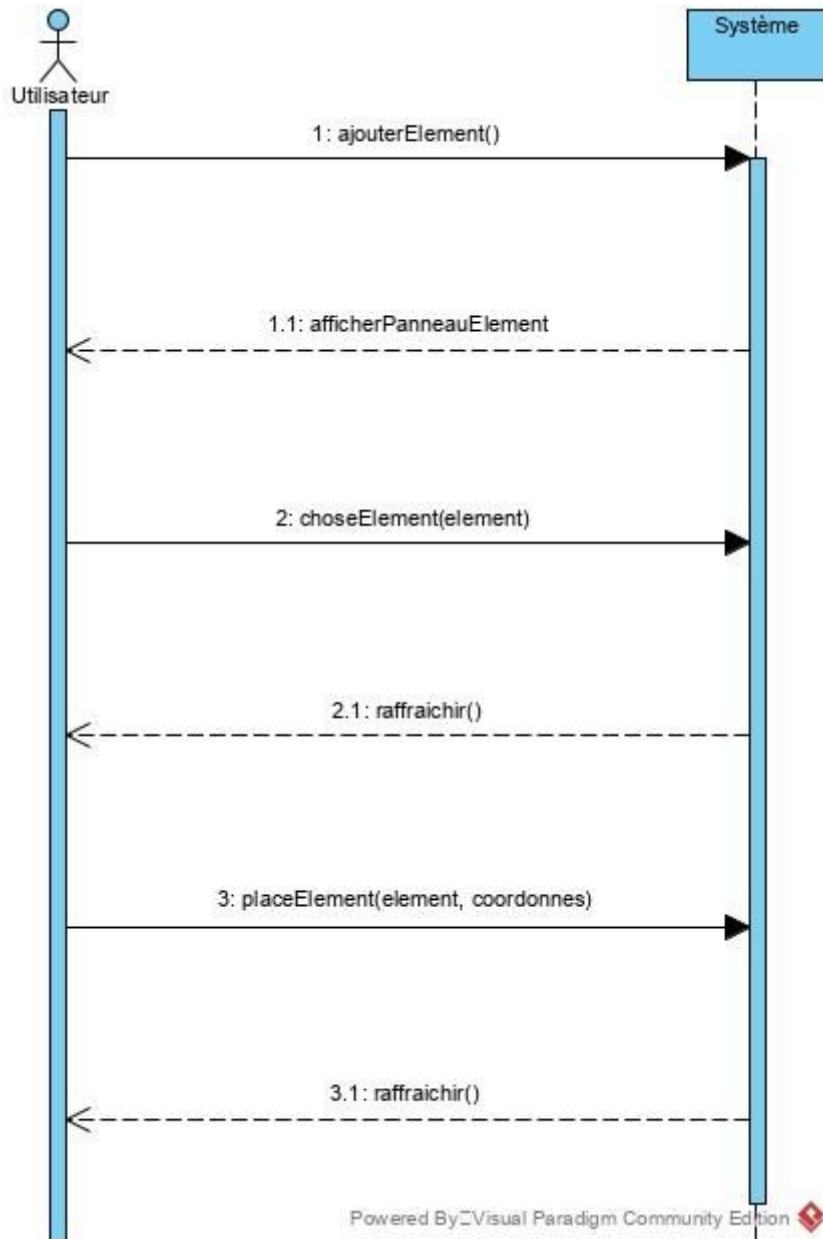 Système
Utilisateur
1: ajouterElement()
1.1: afficherPanneauElement
2: choseElement(element)
2.1: raffraichir()
3: placeElement(element, coordonnes)
3.1: raffraichir()
Powered By Visual Paradigm Community Edition